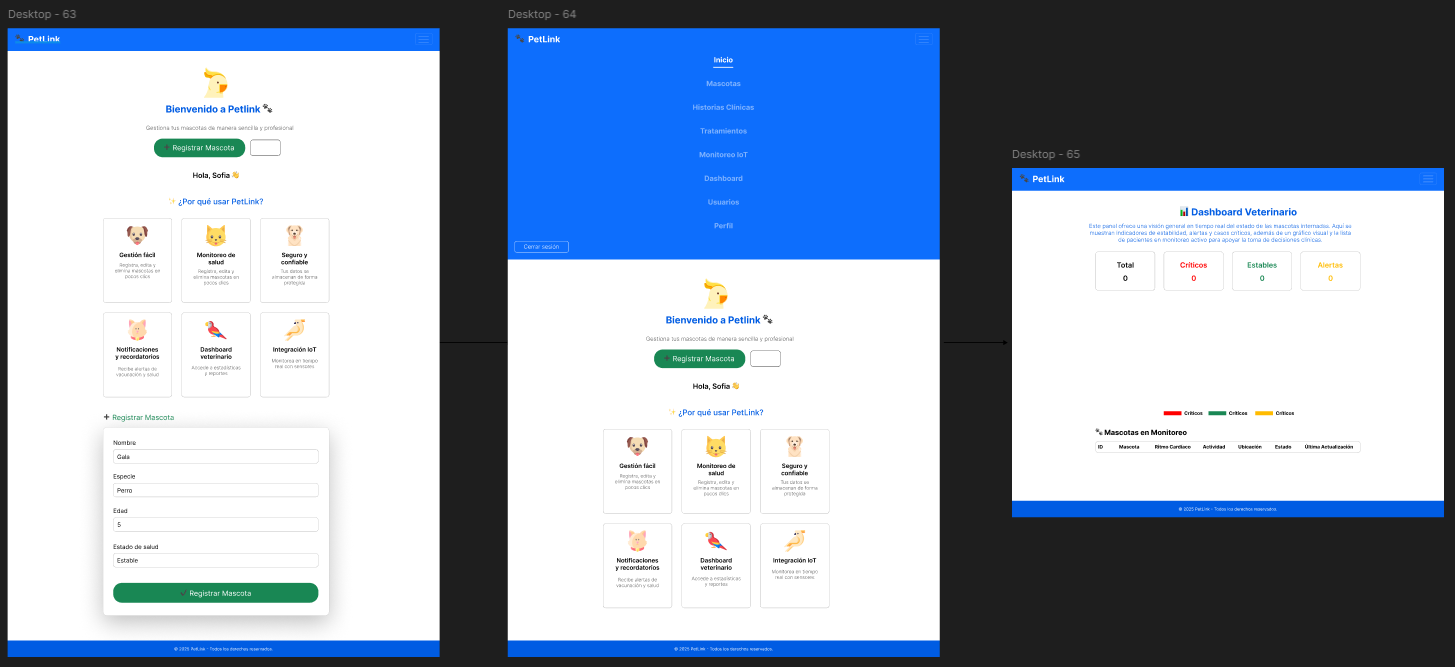 Desktop - 63
PetLink
Bienvenido a Petlink
Gestiona tus mascotas de manera sencilla y profesional
Registrar Mascota
Hola, Sofia
¿Por qué usar PetLink?
Gestión fácil
Registra, edita y
elimina mascotas en
pocos clics
Monitoreo de
salud
Registra, edita y
elimina mascotas en
pocos clics
Seguro y
confiable
Tus datos se
almacenan de forma
protegida
Notificaciones
y recordatorios
Recibe alertas de
vacunación y salud
Dashboard
veterinario
Accede a estadísticas
y reportes
Integración IoT
Monitorea en tiempo
real con sensales
Registrar Mascota
Nombre
Gala
Especie
Perro
Edad
5
Estado de salud
Estable
Registrar Mascota
© 2025 PetLink - Todos los derechos reservados.
Desktop - 64
PetLink
Inicio
Mascotas
Historias Clínicas
Tratamientos
Monitoreo IoT
Dashboard
Usuarios
Perfil
Cerrar sesión
Bienvenido a Petlink
Gestiona tus mascotas de manera sencilla y profesional
Registrar Mascota
Hola, Sofia
¿Por qué usar PetLink?
Gestión fácil
Registra, edita y
elimina mascotas en
pocos clics
Monitoreo de
salud
Registra, edita y
elimina mascotas en
pocos clics
Seguro y
confiable
Tus datos se
almacenan de forma
protegida
Notificaciones
y recordatorios
Recibe alertas de
vacunación y salud
Dashboard
veterinario
Accede a estadísticas
y reportes
Integración IoT
Monitorea en tiempo
real con sensales
© 2025 PetLink - Todos los derechos reservados.
Desktop - 65
PetLink
Dashboard Veterinario
Este panel ofrece una visión general en tiempo real del estado de las mascotas internadas. Aquí se
muestran indicadores de estabilidad, alertas y casos críticos, además de un gráfico visual y la lista
de pacientes en monitoreo activo para apoyar la toma de decisiones clínicas
Total
0
Críticos
0
Estables
0
Alertas
0
Críticos Críticos Críticos
Mascotas en Monitoreo
ID Mascota Ritmo Cardíaco Actividad Ubicación Estado Última Actualización
© 2025 PetLink - Todos los derechos reservados.